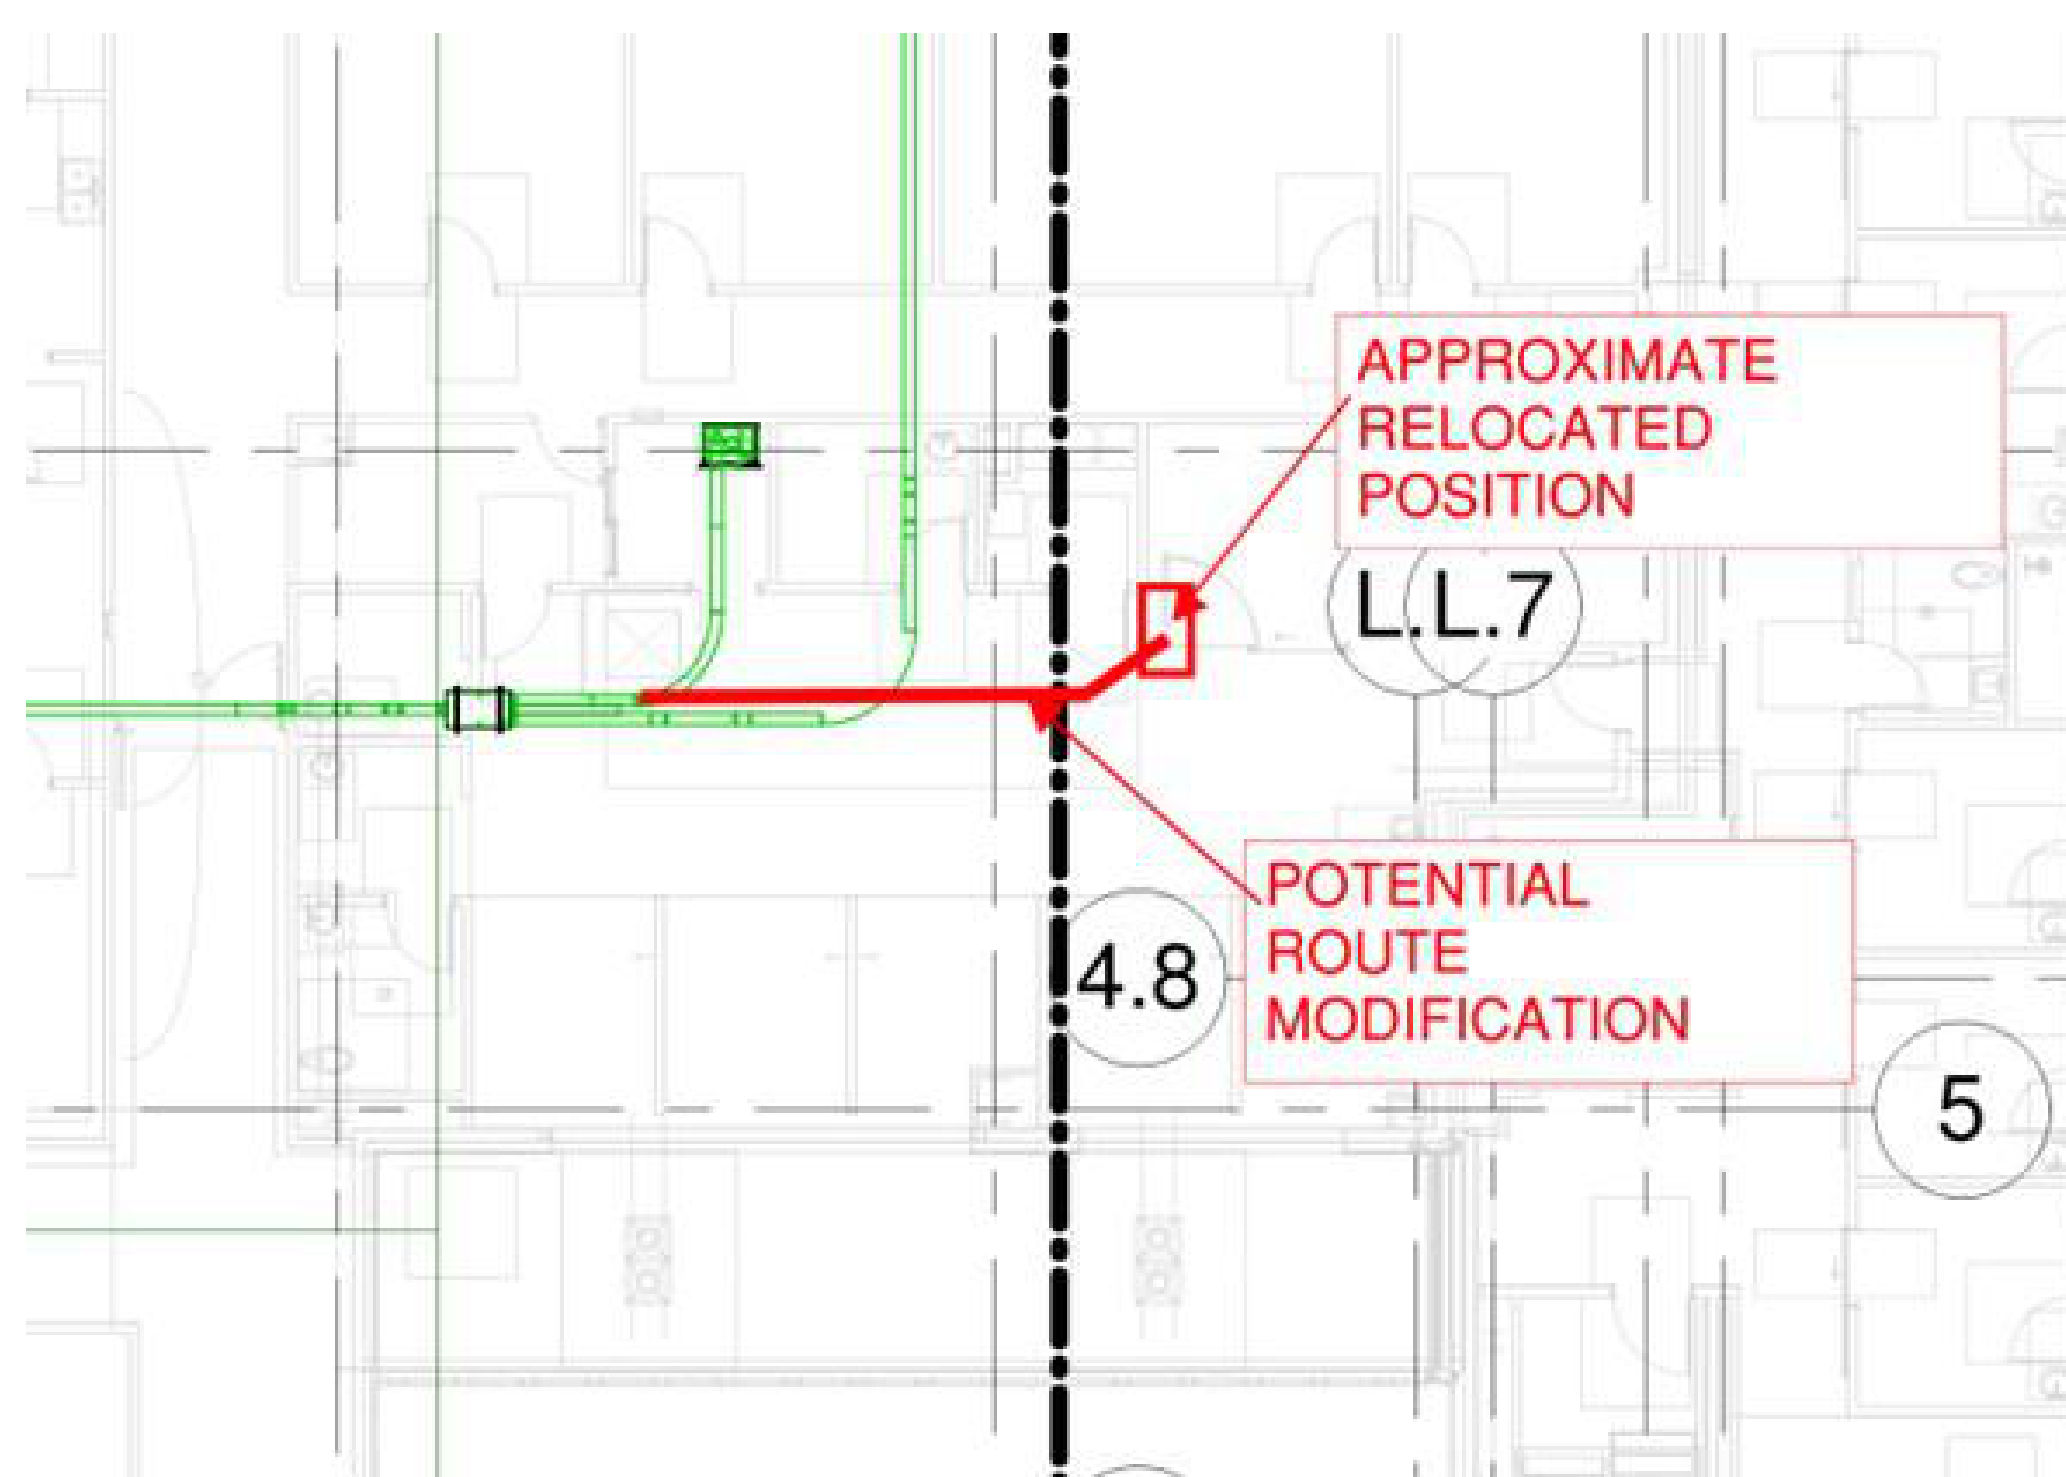 APPROXIMATE
RELOCATED
POSITION
L.L.7
POTENTIAL
ROUTE
MODIFICATION
4.8
5